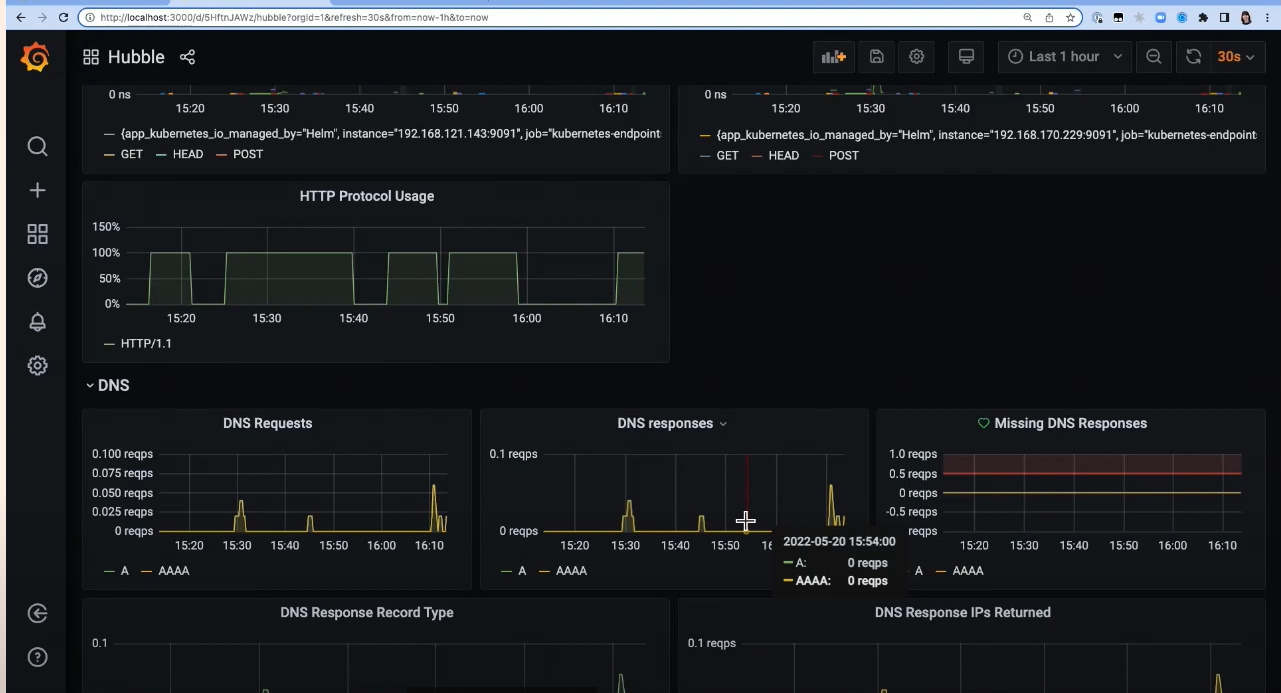 http://localhost:3000/d/5HftnJAWz/hubble?orgId=1&refresh=30s&from=now-1h&to=now
Hubble
Last 1 hour
30s
0 ns
15:20 15:30 15:40 15:50 16:00 16:10
{app_kubernetes_io_managed_by="Helm", instance="192.168.121.143:9091", job="kubernetes-endpoint
GET HEAD POST
0 ns
15:20 15:30 15:40 15:50 16:00 16:10
{app_kubernetes_io_managed_by="Helm", instance="192.168.170.229:9091", job="kubernetes-endpoint
GET HEAD POST
HTTP Protocol Usage
150%
100%
50%
0%
15:20 15:30 15:40 15:50 16:00 16:10
HTTP/1.1
DNS
DNS Requests
0.100 reqps
0.075 reqps
0.050 reqps
0.025 reqps
0 reqps
15:20 15:30 15:40 15:50 16:00 16:10
A AAAA
DNS responses
0.1 reqps
0 reqps
15:20 15:30 15:40 15:50 16
A AAAA
2022-05-20 15:54:00
A: 0 reqps
AAAA: 0 reqps
Missing DNS Responses
1.0 reqps
0.5 reqps
0 reqps
-0.5 reqps
reqps
15:20 15:30 15:40 15:50 16:00 16:10
A AAAA
DNS Response Record Type
0.1
DNS Response IPs Returned
0.1 reqps